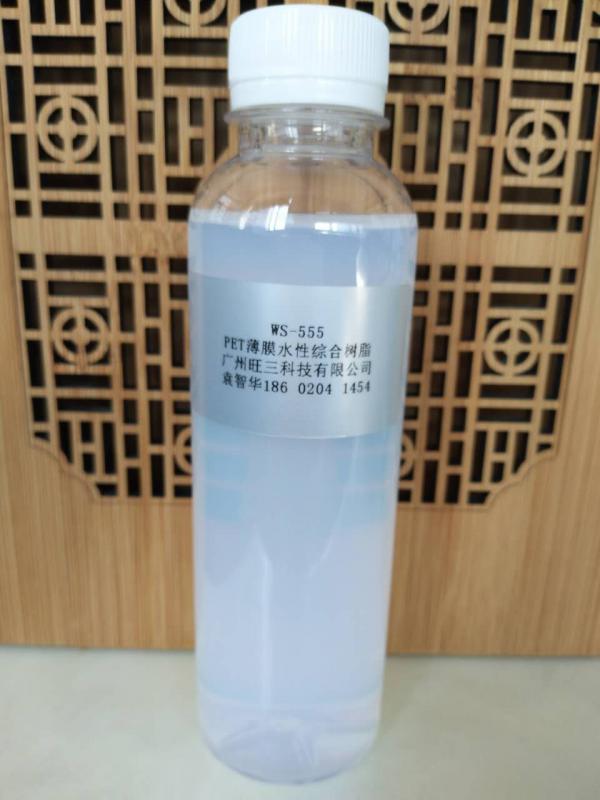 WS-555
PET薄膜水性综合树脂
广州旺三科技有限公司
袁智华186 0204 1454